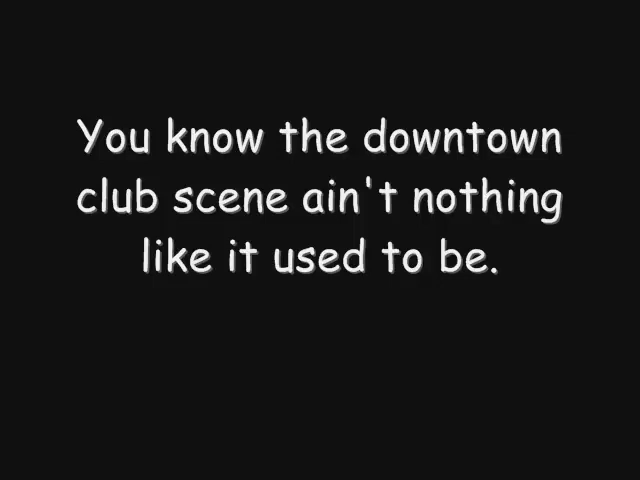 You know the downtown
club scene ain't nothing
like it used to be.